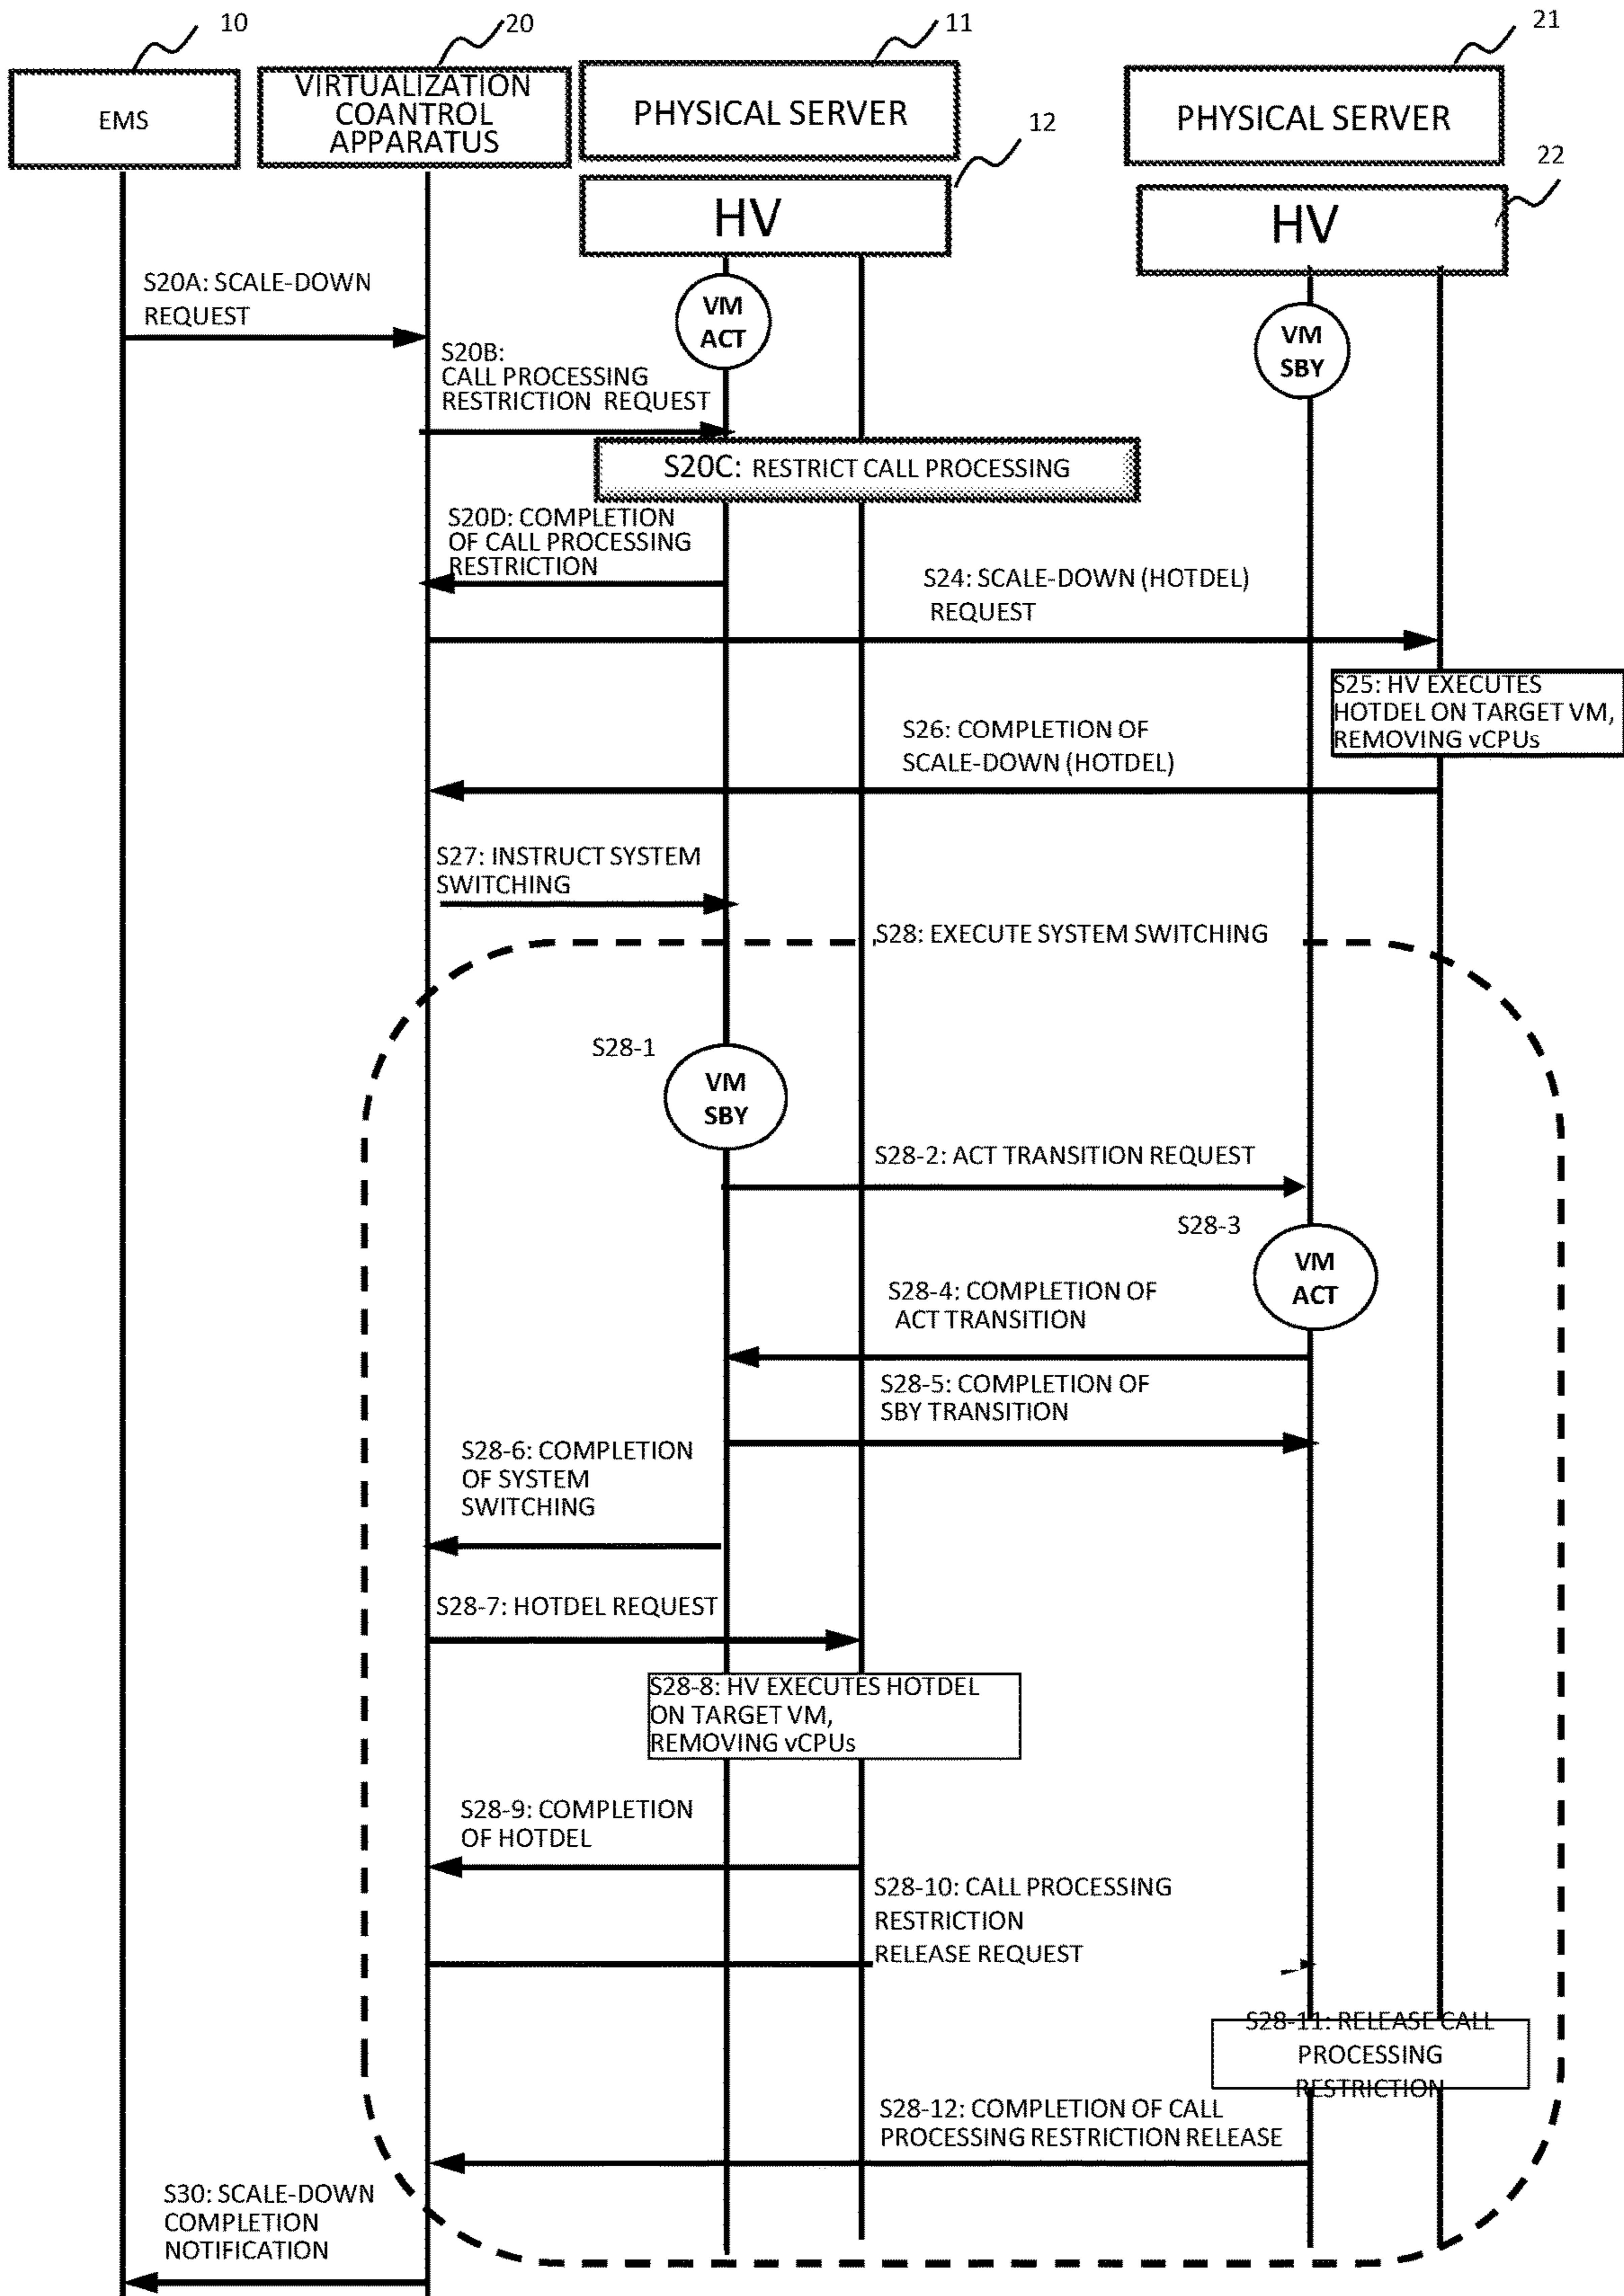 10
20
11
21
EMS
VIRTUALIZATION
COANTROL
APPARATUS
PHYSICAL SERVER
PHYSICAL SERVER
12
22
HV
HV
S20A: SCALE-DOWN
REQUEST
VM
ACT
VM
SBY
S20B:
CALL PROCESSING
RESTRICTION REQUEST
S20C: RESTRICT CALL PROCESSING
S20D: COMPLETION
OF CALL PROCESSING
RESTRICTION
S24: SCALE-DOWN (HOTDEL)
REQUEST
S25: HV EXECUTES
HOTDEL ON TARGET VM,
REMOVING vCPUs
S26: COMPLETION OF
SCALE-DOWN (HOTDEL)
S27: INSTRUCT SYSTEM
SWITCHING
S28: EXECUTE SYSTEM SWITCHING
S28-1
VM
SBY
S28-2: ACT TRANSITION REQUEST
S28-3
VM
ACT
S28-4: COMPLETION OF
ACT TRANSITION
S28-5: COMPLETION OF
SBY TRANSITION
S28-6: COMPLETION
OF SYSTEM
SWITCHING
S28-7: HOTDEL REQUEST
S28-8: HV EXECUTES HOTDEL
ON TARGET VM,
REMOVING vCPUs
S28-9: COMPLETION
OF HOTDEL
S28-10: CALL PROCESSING
RESTRICTION
RELEASE REQUEST
S28-11: RELEASE CALL
PROCESSING
RESTRICTION
S28-12: COMPLETION OF CALL
PROCESSING RESTRICTION RELEASE
S30: SCALE-DOWN
COMPLETION
NOTIFICATION